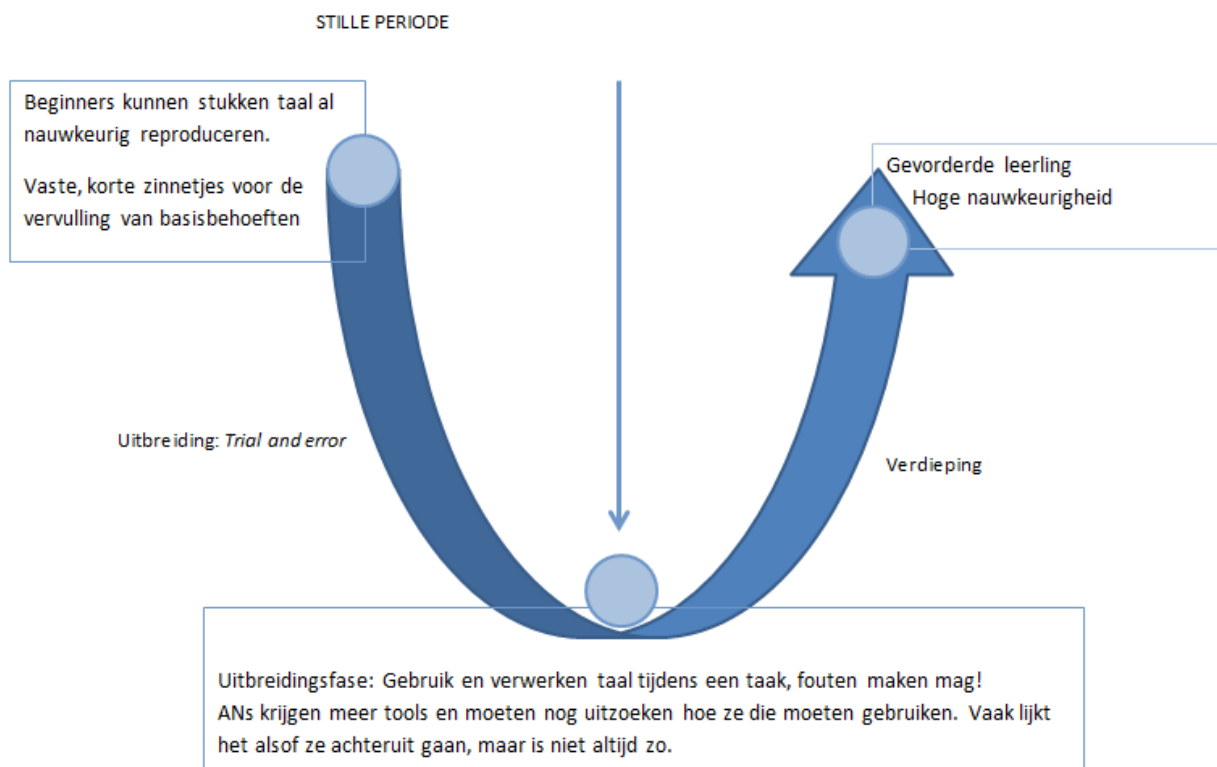 STILLE PERIODE
Beginners kunnen stukken taal al
nauwkeurig reproduceren.
Vaste, korte zinnetjes voor de
vervulling van basisbehoeften
Gevorderde leerling
Hoge nauwkeurigheid
Uitbreiding: Trial and error
Verdieping
Uitbreidingsfase: Gebruik en verwerken taal tijdens een taak, fouten maken mag!
ANs krijgen meer tools en moeten nog uitzoeken hoe ze die moeten gebruiken. Vaak lijkt
het alsof ze achteruit gaan, maar is niet altijd zo.